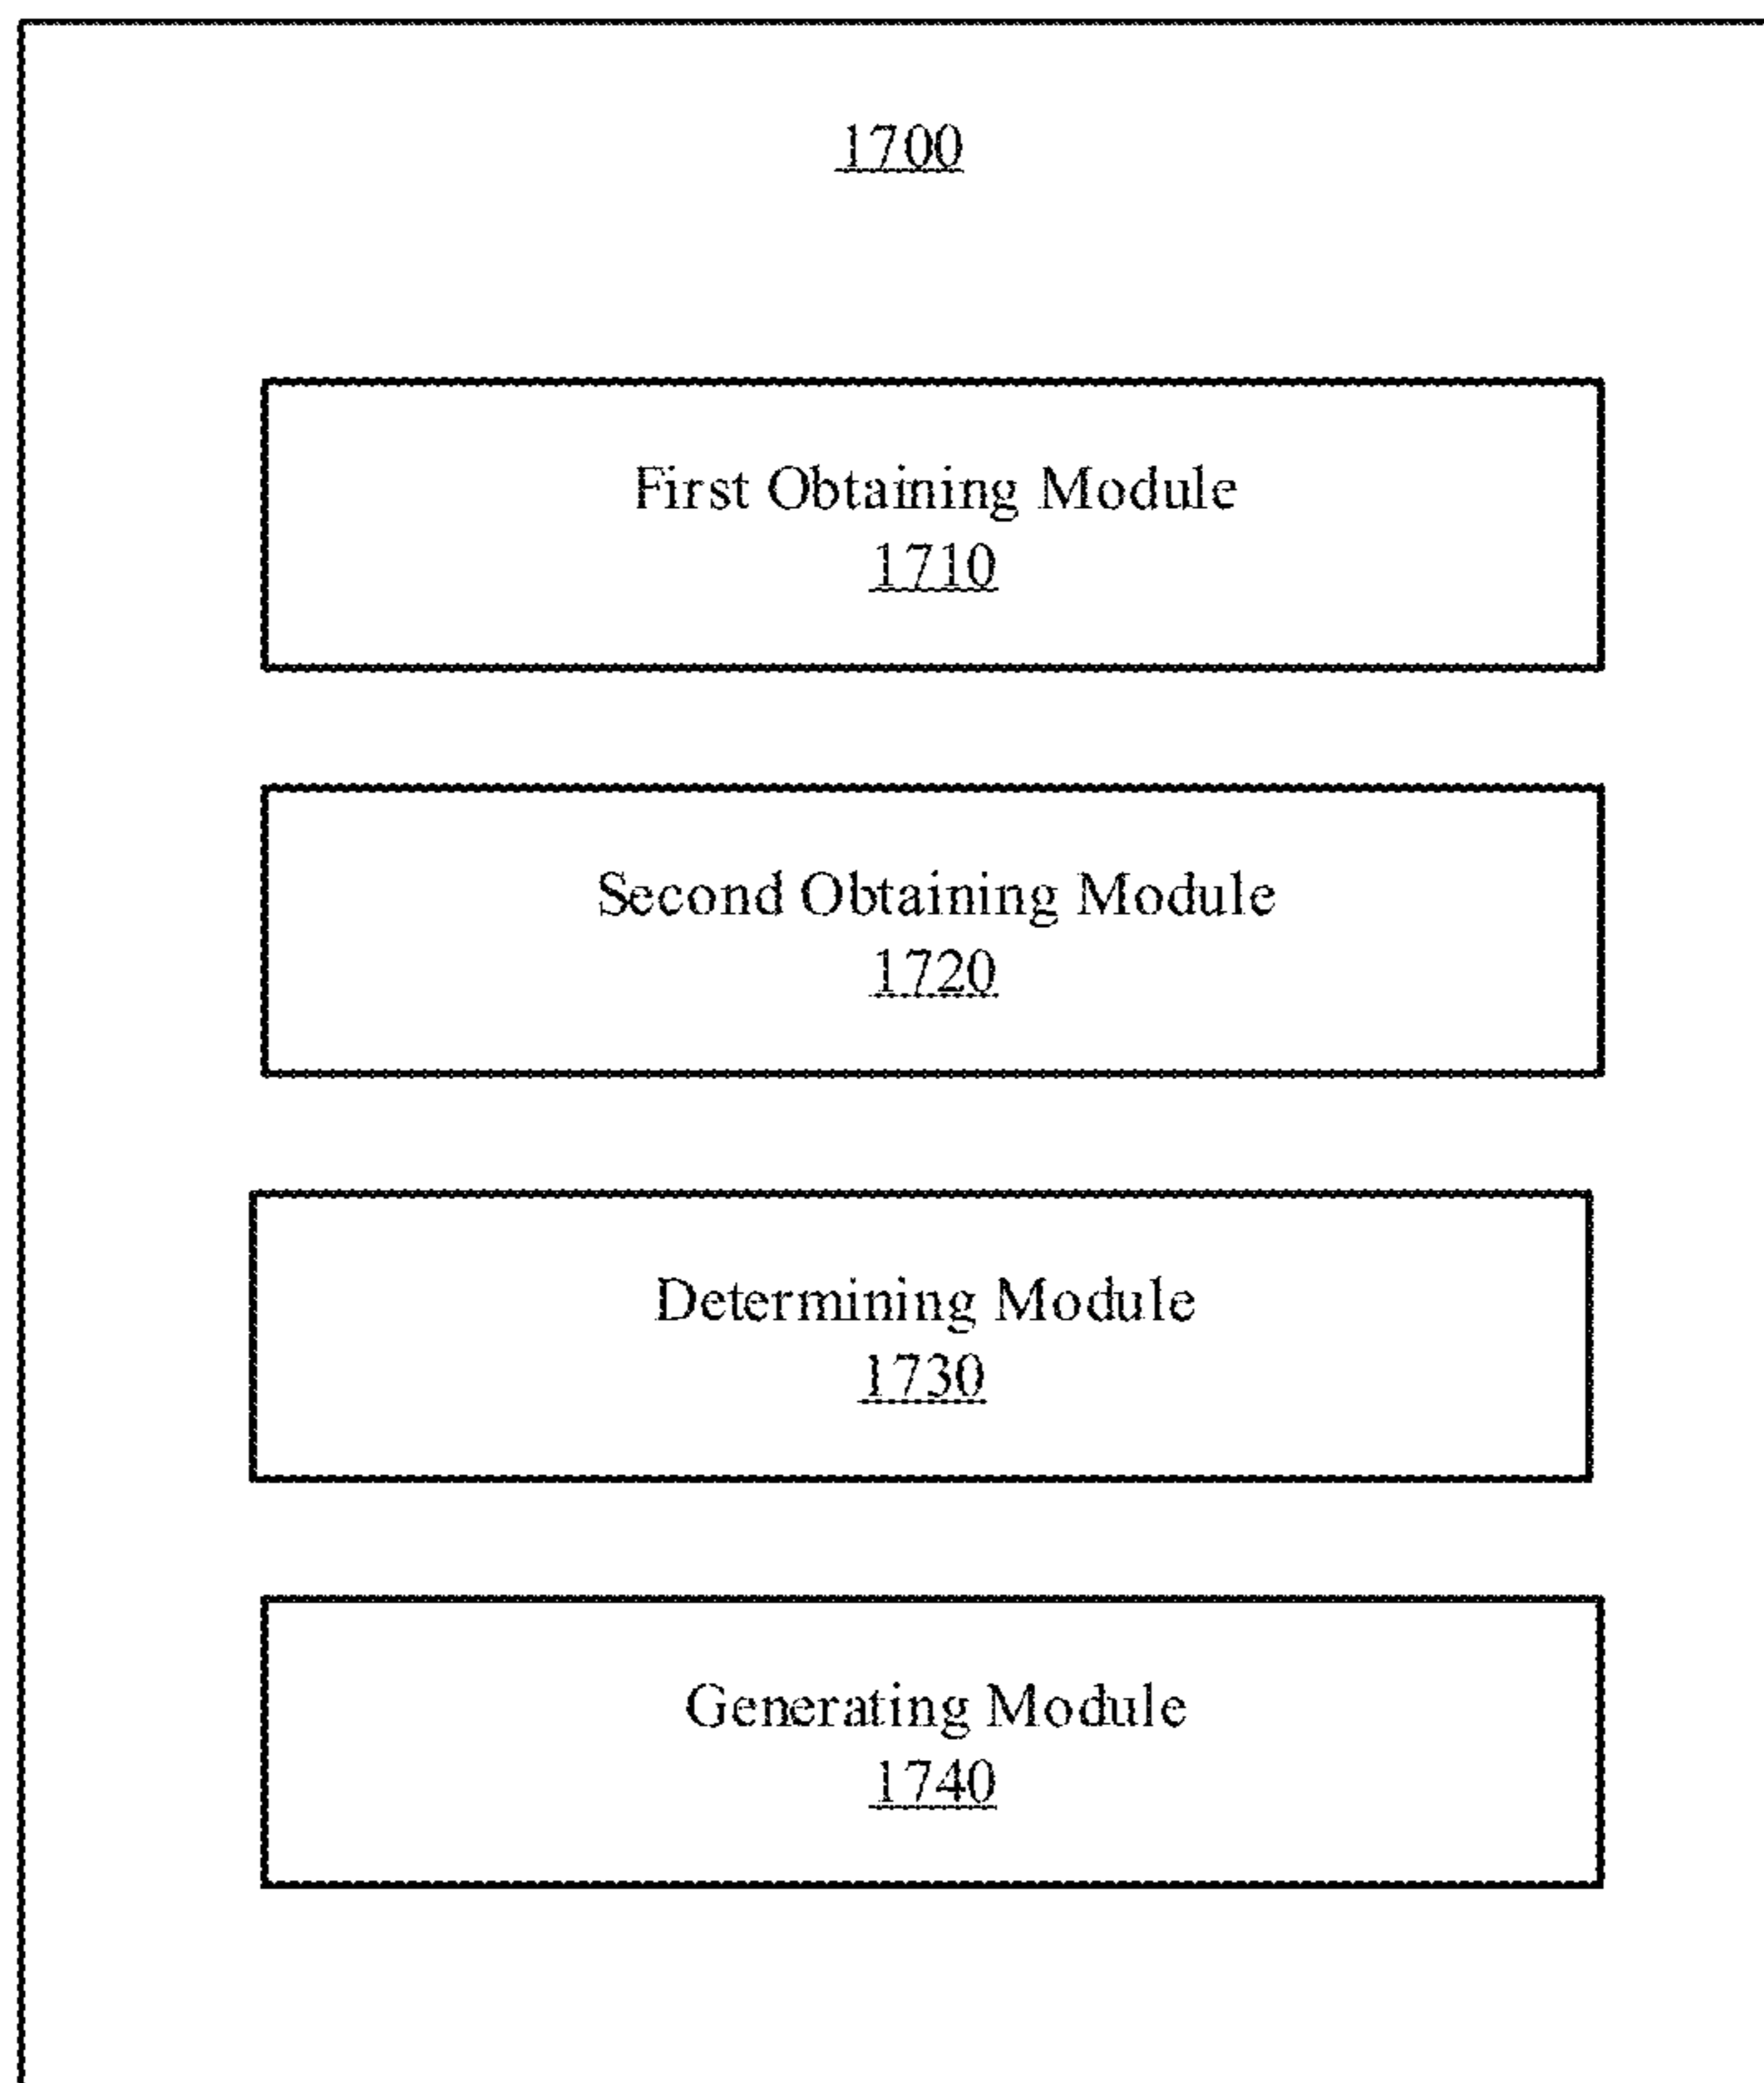 1700
First Obtaining Module
1710
Second Obtaining Module
1720
Determining Module
1730
Generating Module
1740